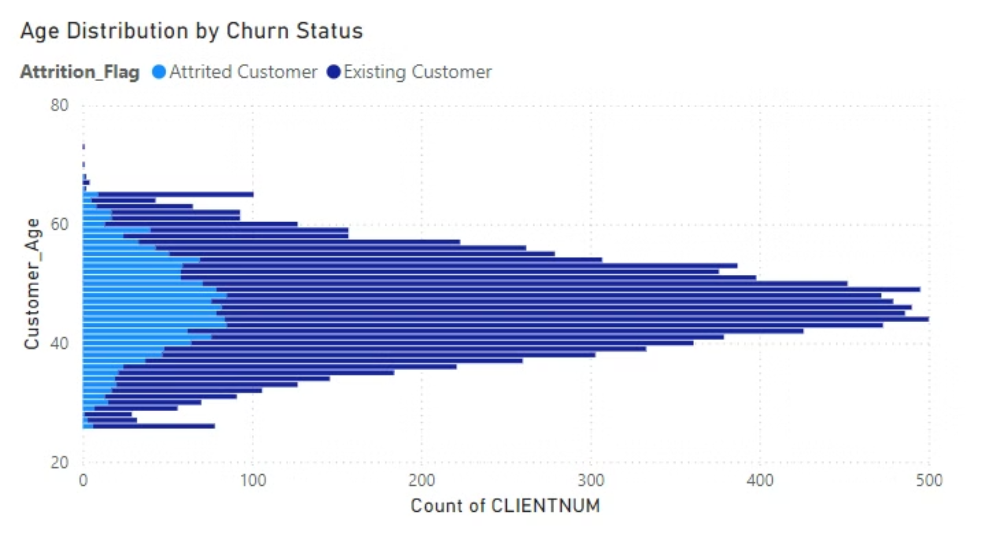 Age Distribution by Churn Status
Attrition_Flag Attrited Customer Existing Customer
80
60
40
20
Customer_Age
0 100 200 300 400 500
Count of CLIENTNUM